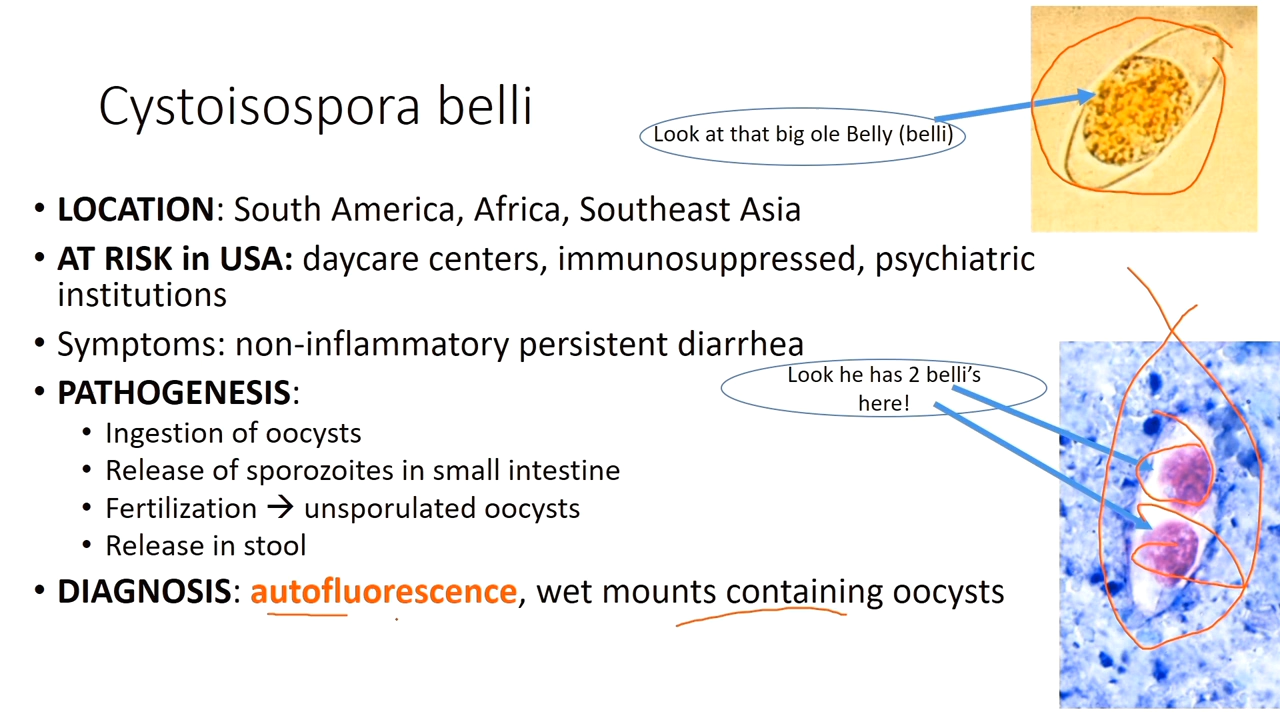 Cystoisospora belli
Look at that big ole Belly (belli)
• LOCATION: South America, Africa, Southeast Asia
• AT RISK in USA: daycare centers, immunosuppressed, psychiatric
institutions
• Symptoms: non-inflammatory persistent diarrhea
Look he has 2 belli’s
here!
• PATHOGENESIS:
• Ingestion of oocysts
• Release of sporozoites in small intestine
• Fertilization → unsporulated oocysts
• Release in stool
• DIAGNOSIS: autofluorescence, wet mounts containing oocysts